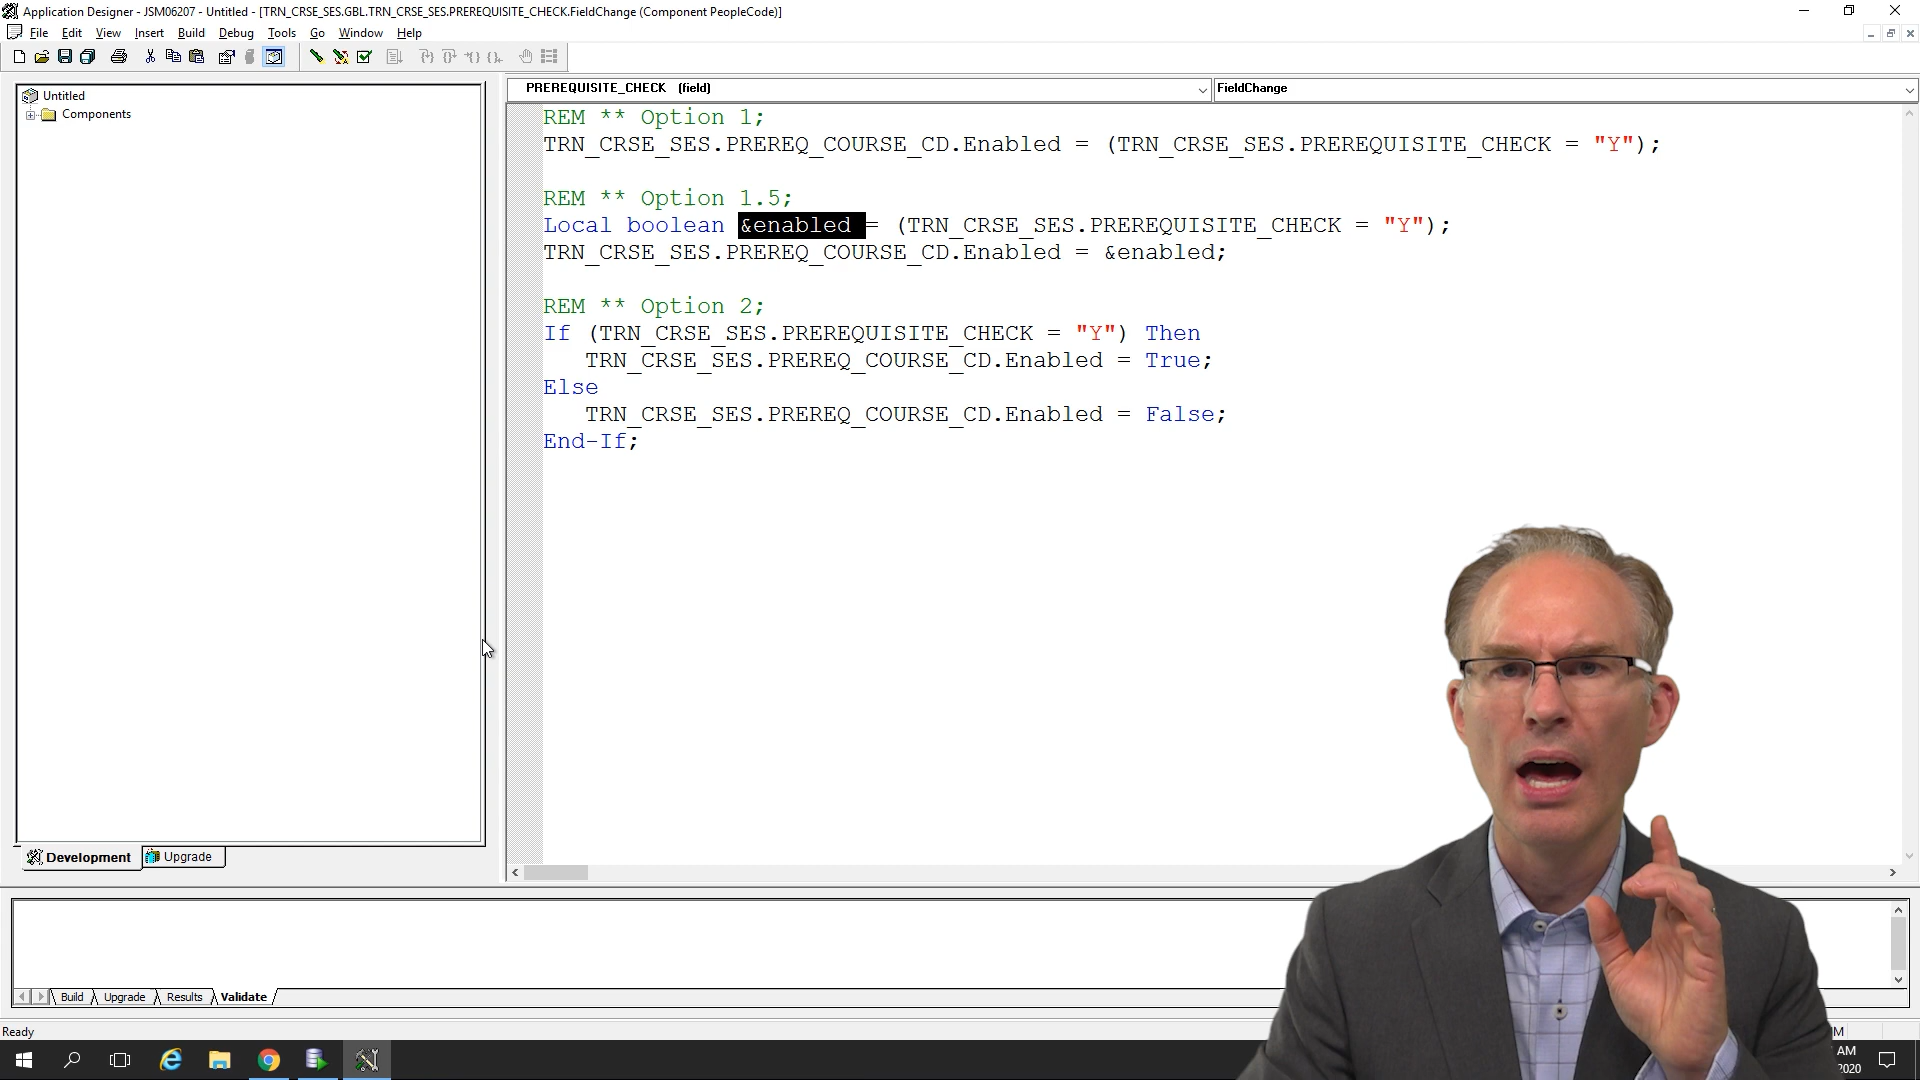 Application Designer - JSM06207 - Untitled - [TRN_CRSE_SES.GBL.TRN_CRSE_SES.PREREQUISITE_CHECK.FieldChange (Component PeopleCode)]
File Edit View Insert Build Debug Tools Go Window Help
Untitled
Components
PREREQUISITE_CHECK (field)
FieldChange
REM ** Option 1;
TRN_CRSE_SES.PREREQ_COURSE_CD.Enabled = (TRN_CRSE_SES.PREREQUISITE_CHECK = "Y");
REM ** Option 1.5;
Local boolean &enabled = (TRN_CRSE_SES.PREREQUISITE_CHECK = "Y");
TRN_CRSE_SES.PREREQ_COURSE_CD.Enabled = &enabled;
REM ** Option 2;
If (TRN_CRSE_SES.PREREQUISITE_CHECK = "Y") Then
TRN_CRSE_SES.PREREQ_COURSE_CD.Enabled = True;
Else
TRN_CRSE_SES.PREREQ_COURSE_CD.Enabled = False;
End-If;
Development Upgrade
Build Upgrade Results Validate
Ready
AM
2020